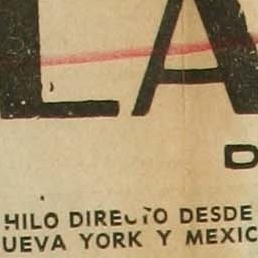 LA
D
HILO DIRECTO DESDE
UEVA YORK Y MEXIC